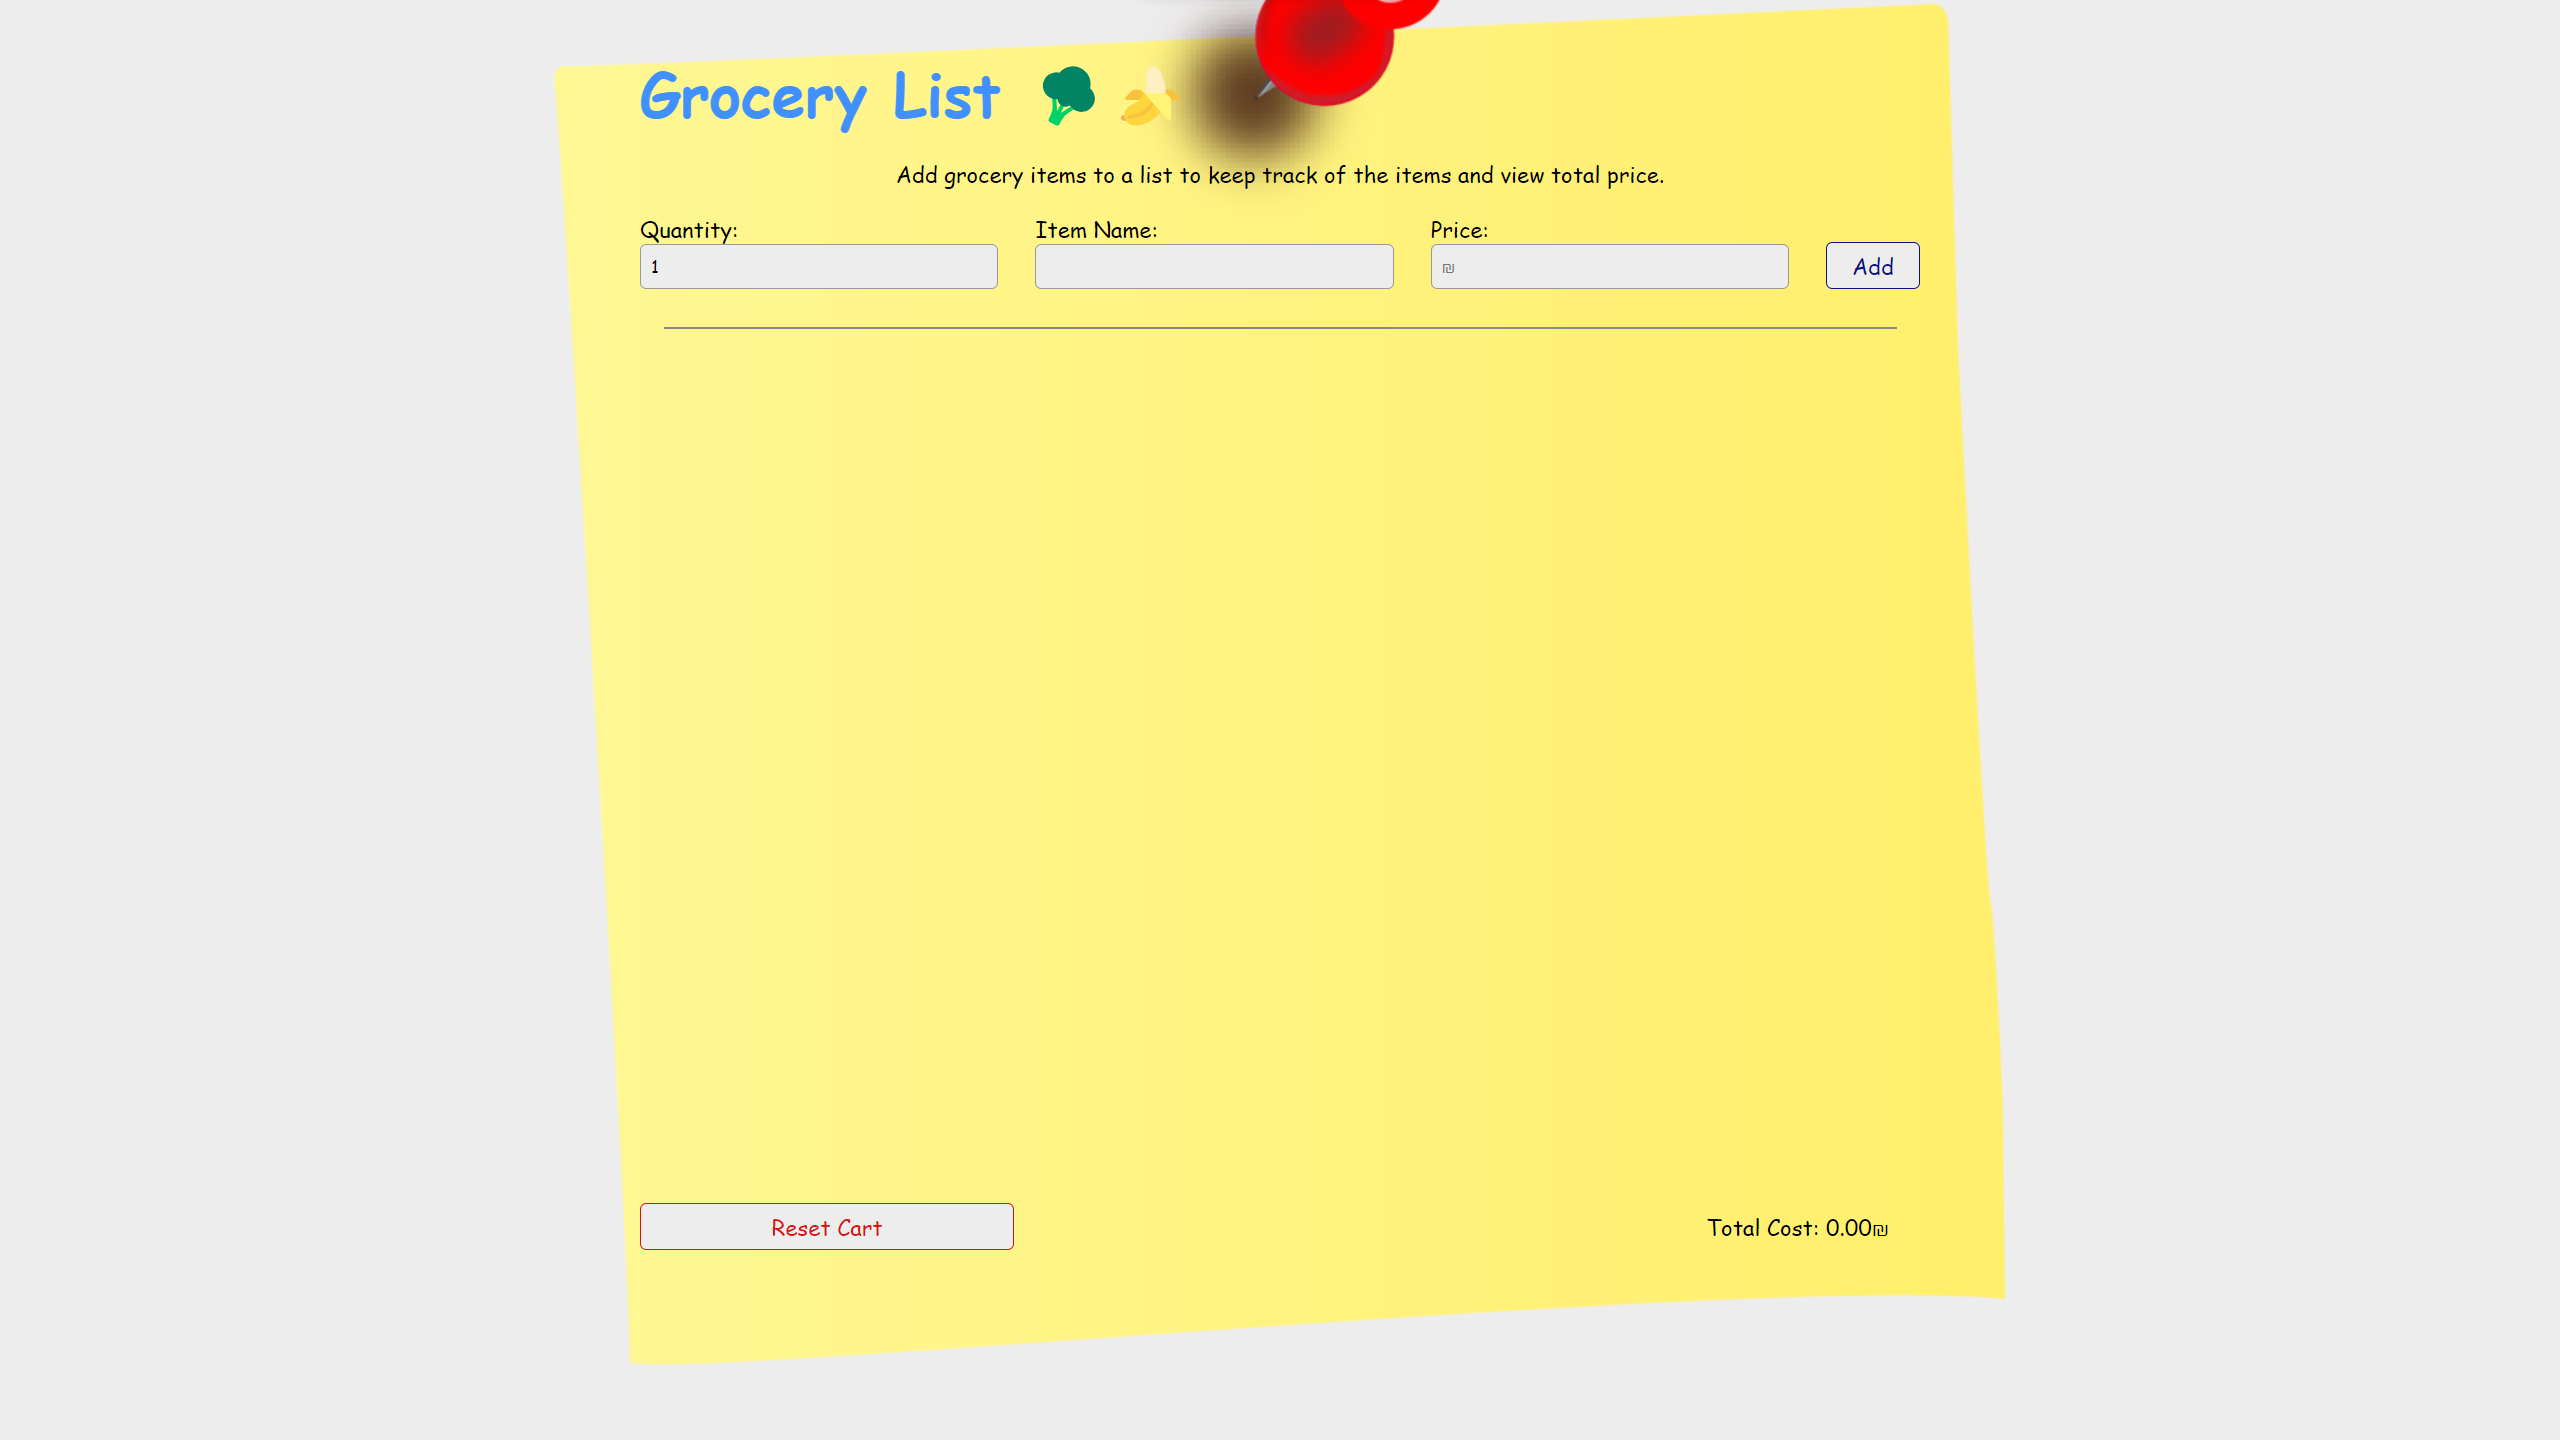 Grocery List 🥦 🍌
Add grocery items to a list to keep track of the items and view total price.
Quantity: Item Name: Price:
1 ₪ Add
Reset Cart Total Cost: 0.00₪